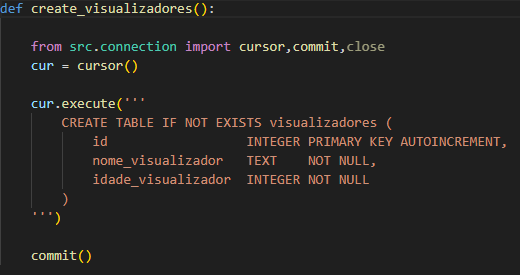 def create_visualizadores():
from src.connection import cursor,commit,close
cur = cursor()
cur.execute('''
CREATE TABLE IF NOT EXISTS visualizadores (
id INTEGER PRIMARY KEY AUTOINCREMENT,
nome_visualizador TEXT NOT NULL,
idade_visualizador INTEGER NOT NULL
)
''')
commit()